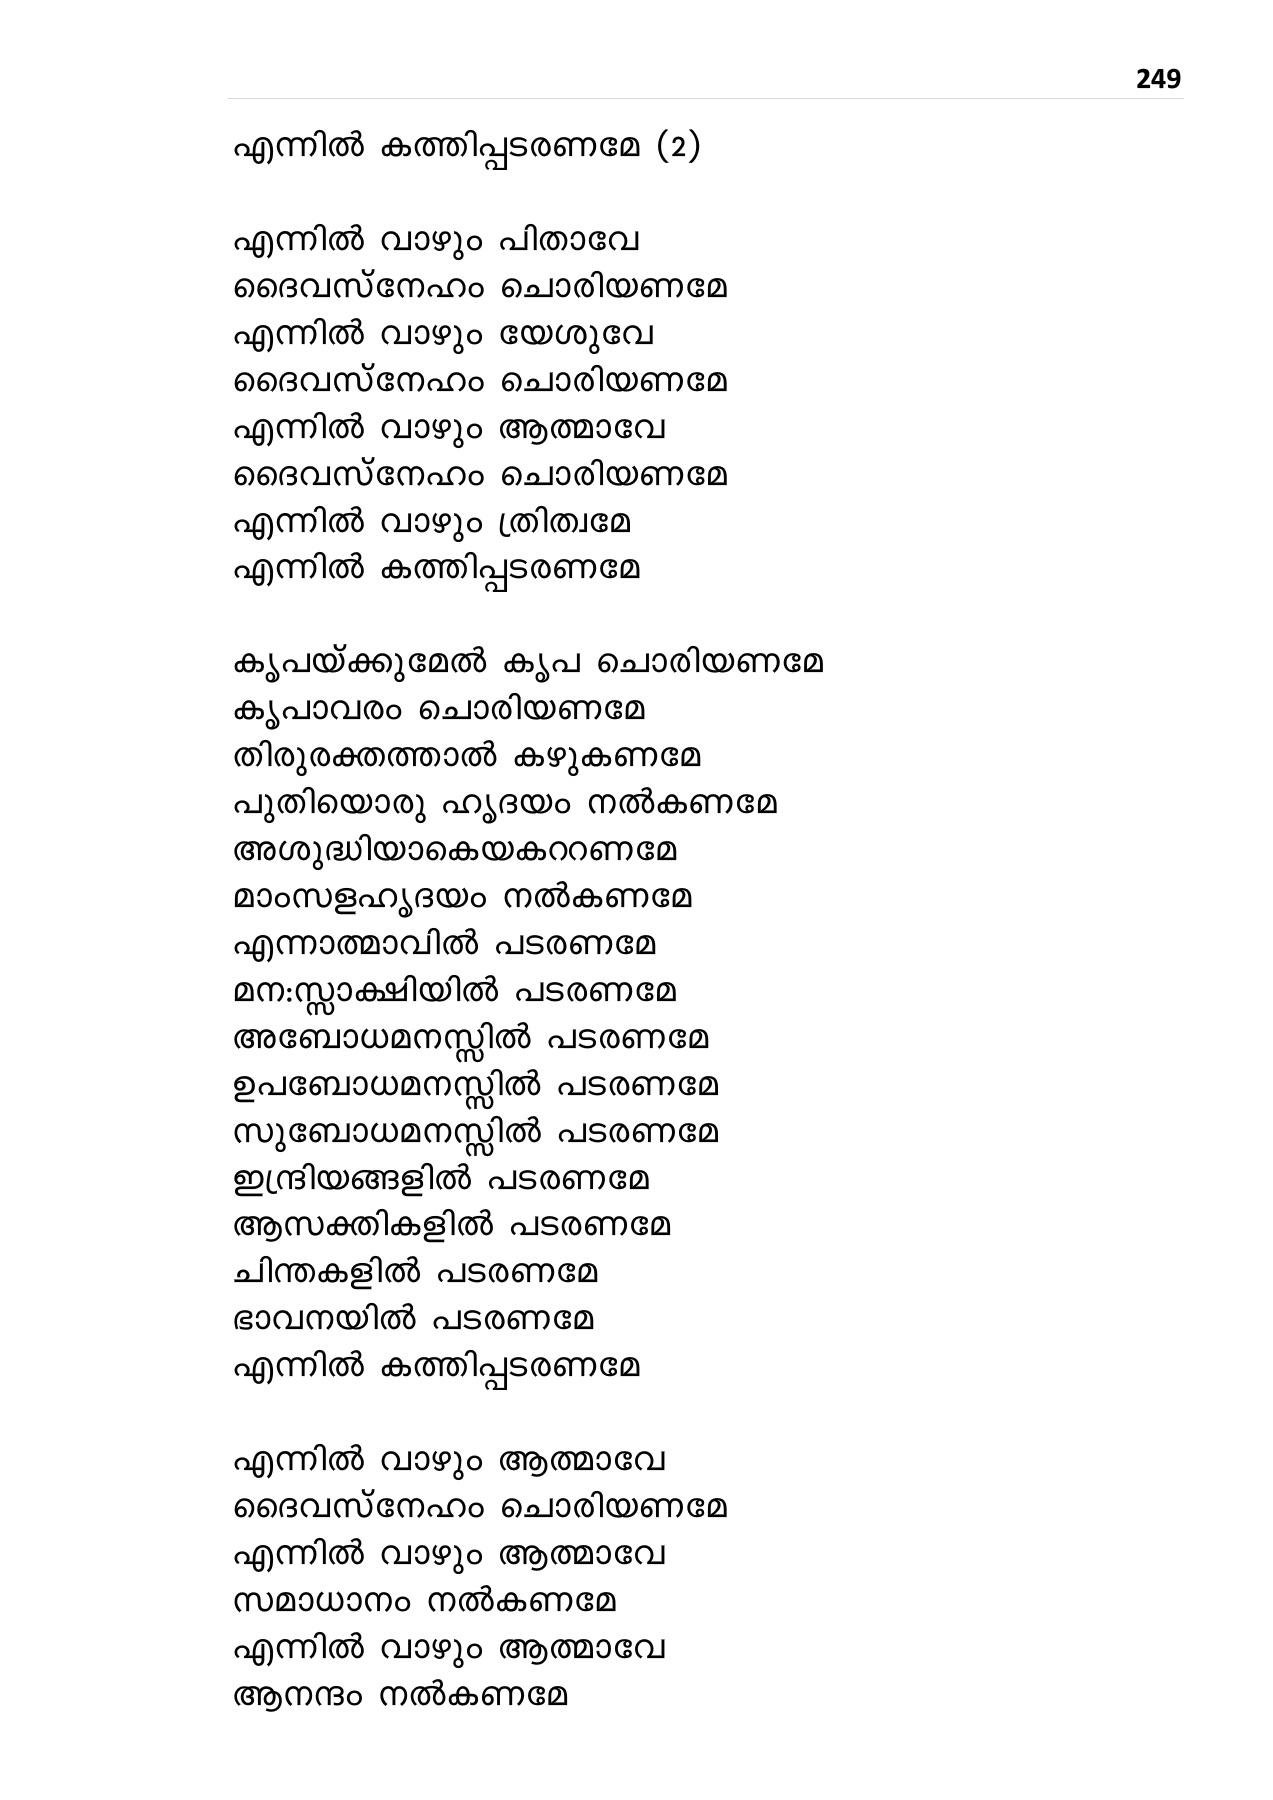 249
എന്നിൽ കത്തിപ്പടരണമേ (2)
എന്നിൽ വാഴും പിതാവേ
ദൈവസ്നേഹം ചൊരിയണമേ
എന്നിൽ വാഴും യേശുവേ
ദൈവസ്നേഹം ചൊരിയണമേ
എന്നിൽ വാഴും ആത്മാവേ
ദൈവസ്നേഹം ചൊരിയണമേ
എന്നിൽ വാഴും ത്രിത്വമേ
എന്നിൽ കത്തിപ്പടരണമേ
കൃപയ്ക്കുമേൽ കൃപ ചൊരിയണമേ
കൃപാവരം ചൊരിയണമേ
തിരുരക്തത്താൽ കഴുകണമേ
പുതിയൊരു ഹൃദയം നൽകണമേ
അശുദ്ധിയാകെയകററണമേ
മാംസളഹൃദയം നൽകണമേ
എന്നാത്മാവിൽ പടരണമേ
മന:സ്സാക്ഷിയിൽ പടരണമേ
അബോധമനസ്സിൽ പടരണമേ
ഉപബോധമനസ്സിൽ പടരണമേ
സുബോധമനസ്സിൽ പടരണമേ
ഇന്ദ്രിയങ്ങളിൽ പടരണമേ
ആസക്തികളിൽ പടരണമേ
ചിന്തകളിൽ പടരണമേ
ഭാവനയിൽ പടരണമേ
എന്നിൽ കത്തിപ്പടരണമേ
എന്നിൽ വാഴും ആത്മാവേ
ദൈവസ്നേഹം ചൊരിയണമേ
എന്നിൽ വാഴും ആത്മാവേ
സമാധാനം നൽകണമേ
എന്നിൽ വാഴും ആത്മാവേ
ആനന്ദം നൽകണമേ